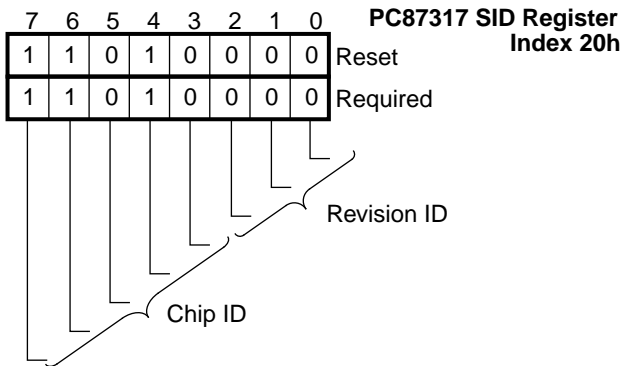 7 6 5 4 3 2 1 0
PC87317 SID Register
Index 20h
1 1 0 1 0 0 0 0 Reset
1 1 0 1 0 0 0 0 Required
Revision ID
Chip ID